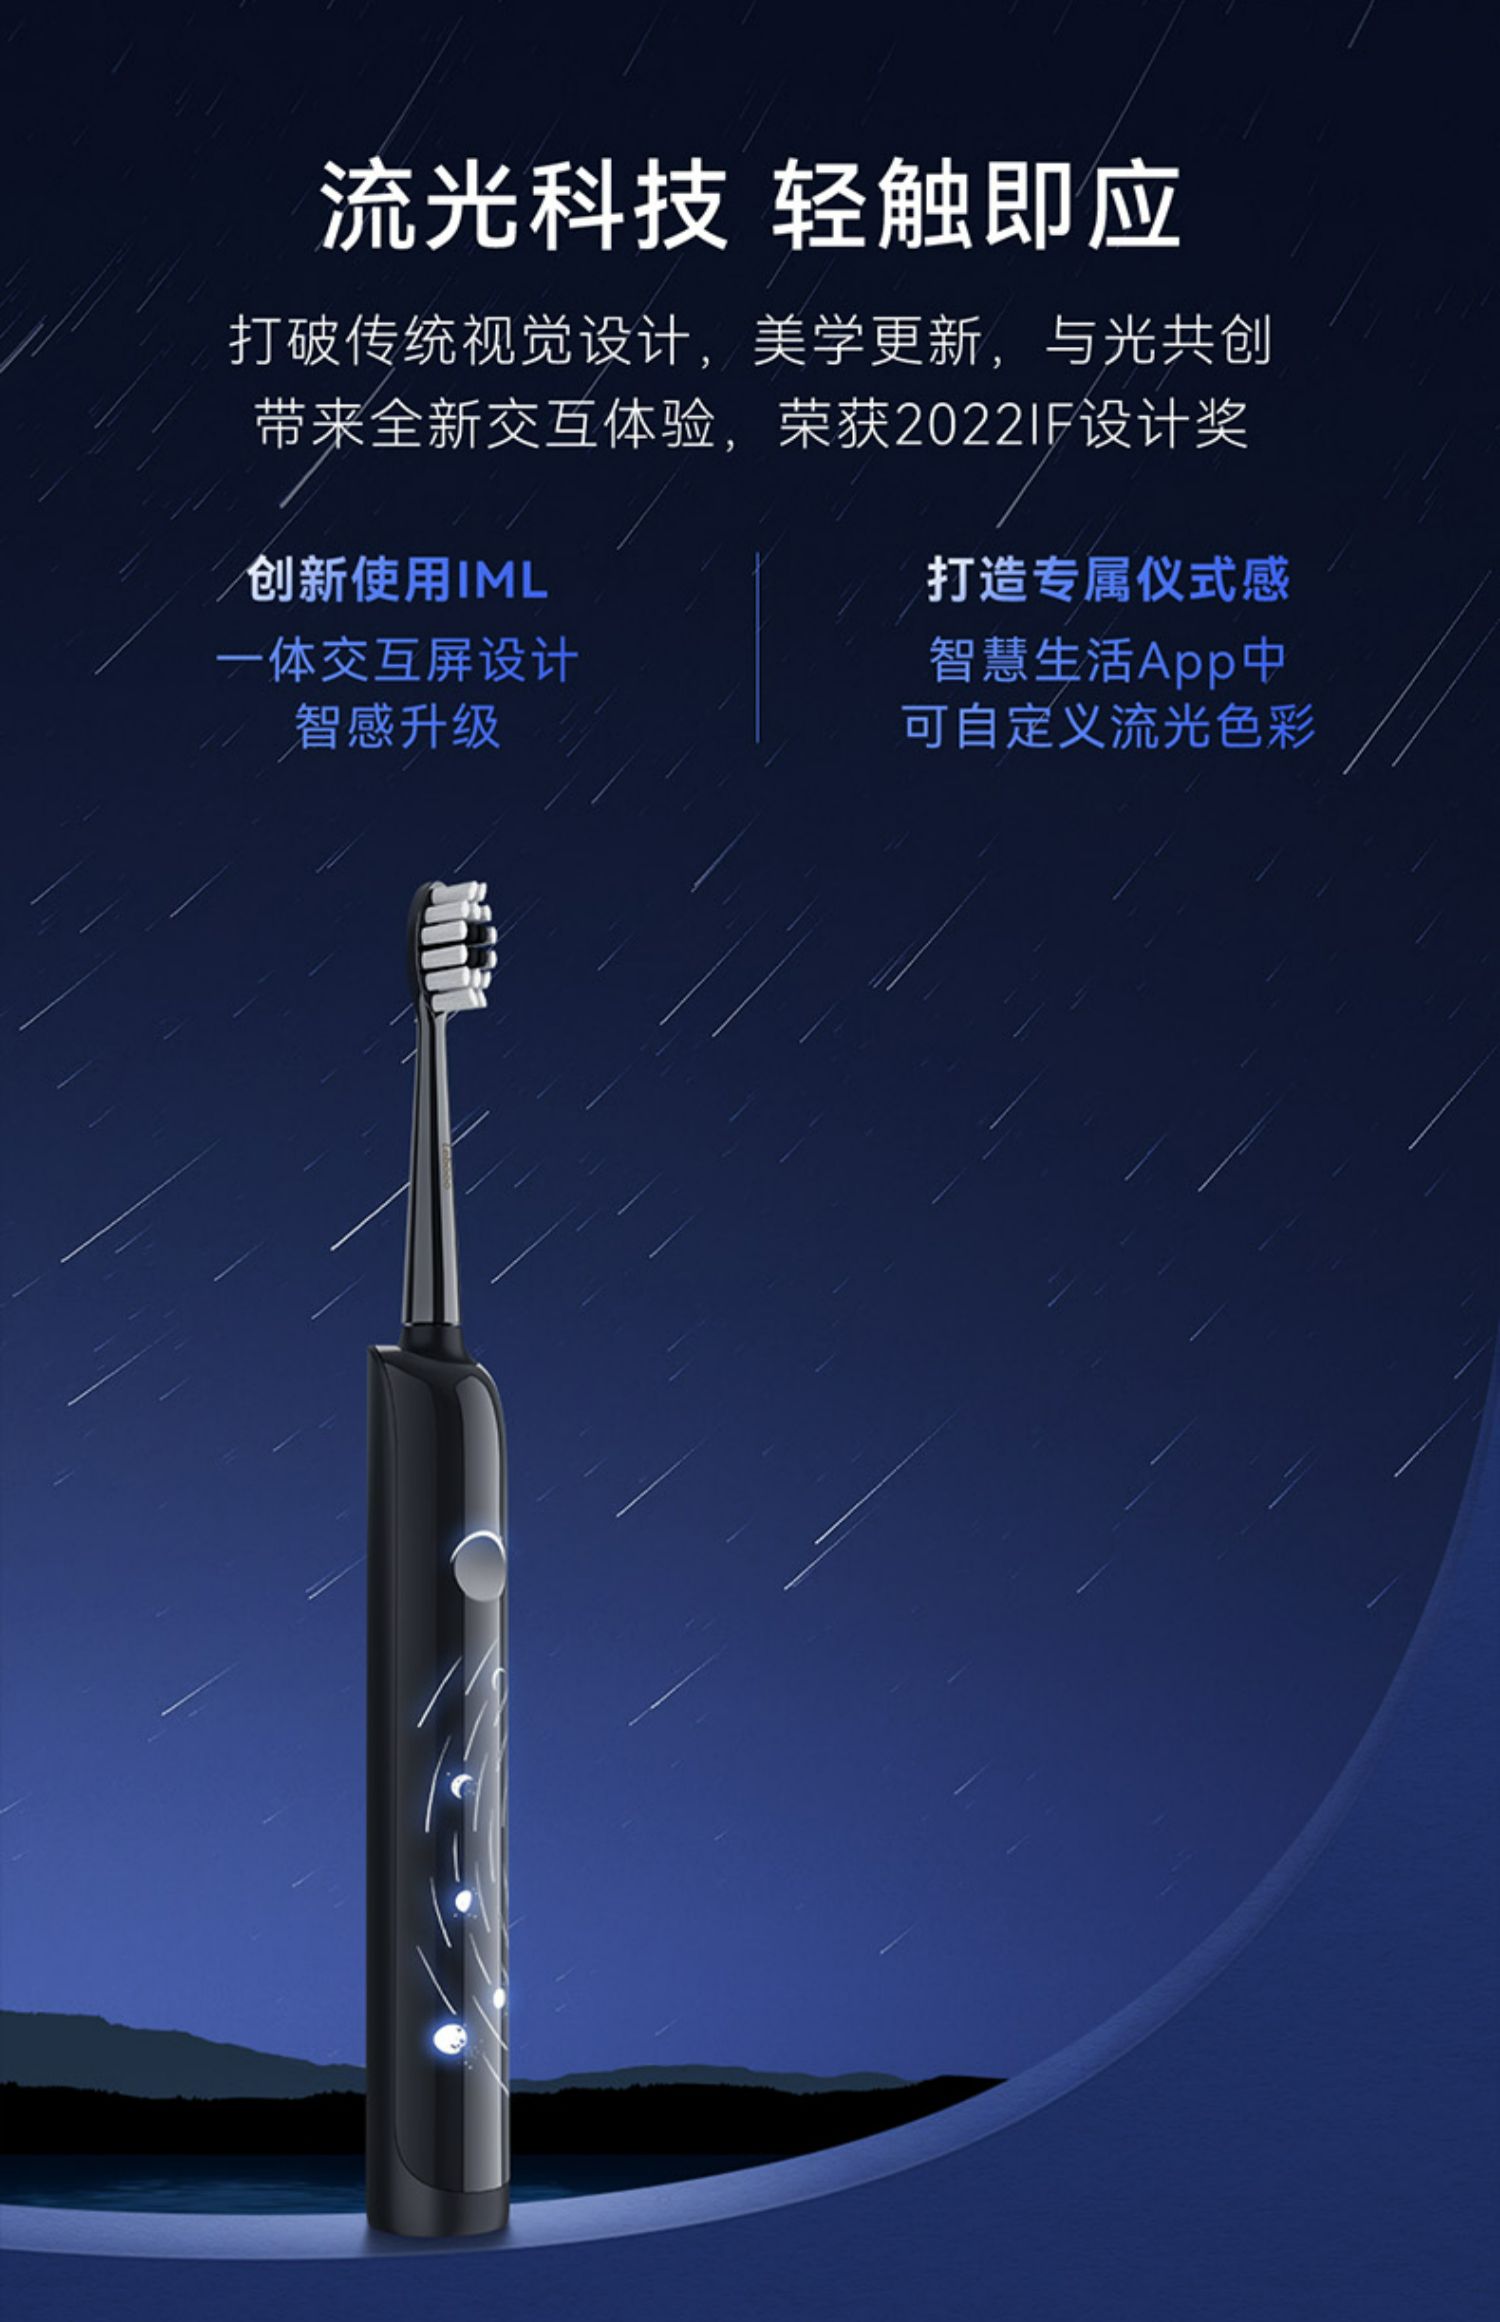 流光科技 轻触即应
打破传统视觉设计，美学更新，与光共创
带来全新交互体验，荣获2022IF设计奖
创新使用IML
一体交互屏设计
智感升级
打造专属仪式感
智慧生活App中
可自定义流光色彩